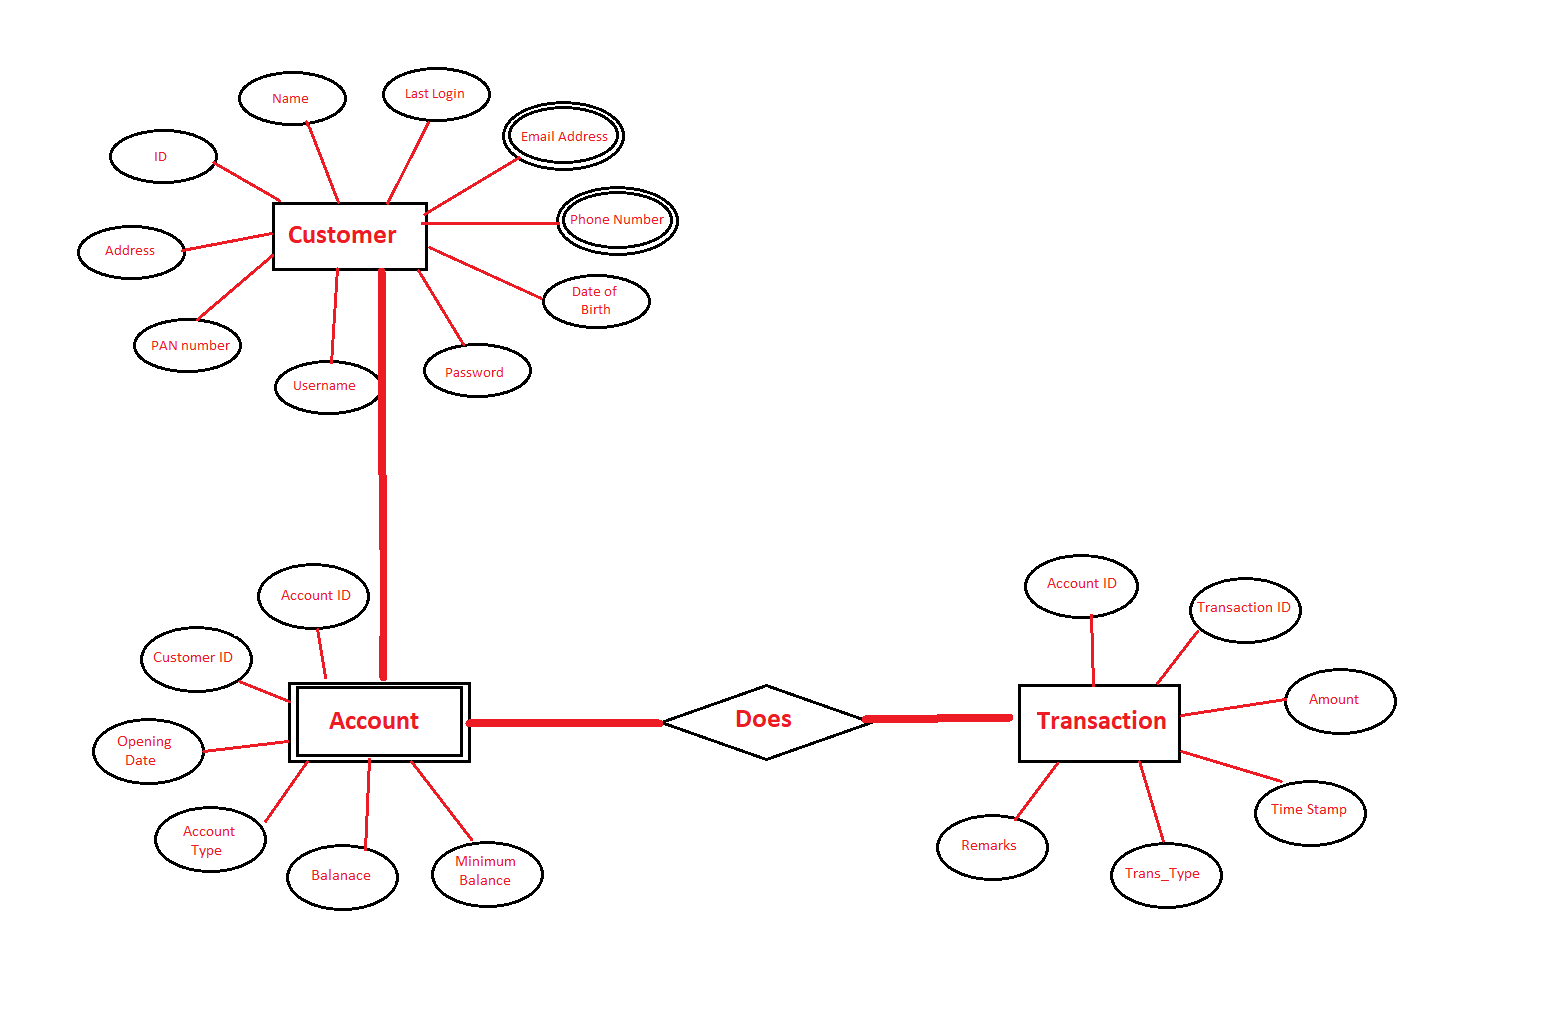 Name
Last Login
Email Address
ID
Phone Number
Customer
Address
Date of
Birth
PAN number
Username
Password
Account ID
Customer ID
Opening
Date
Account
Account
Type
Balanace
Minimum
Balance
Does
Account ID
Transaction ID
Amount
Transaction
Time Stamp
Remarks
Trans_Type